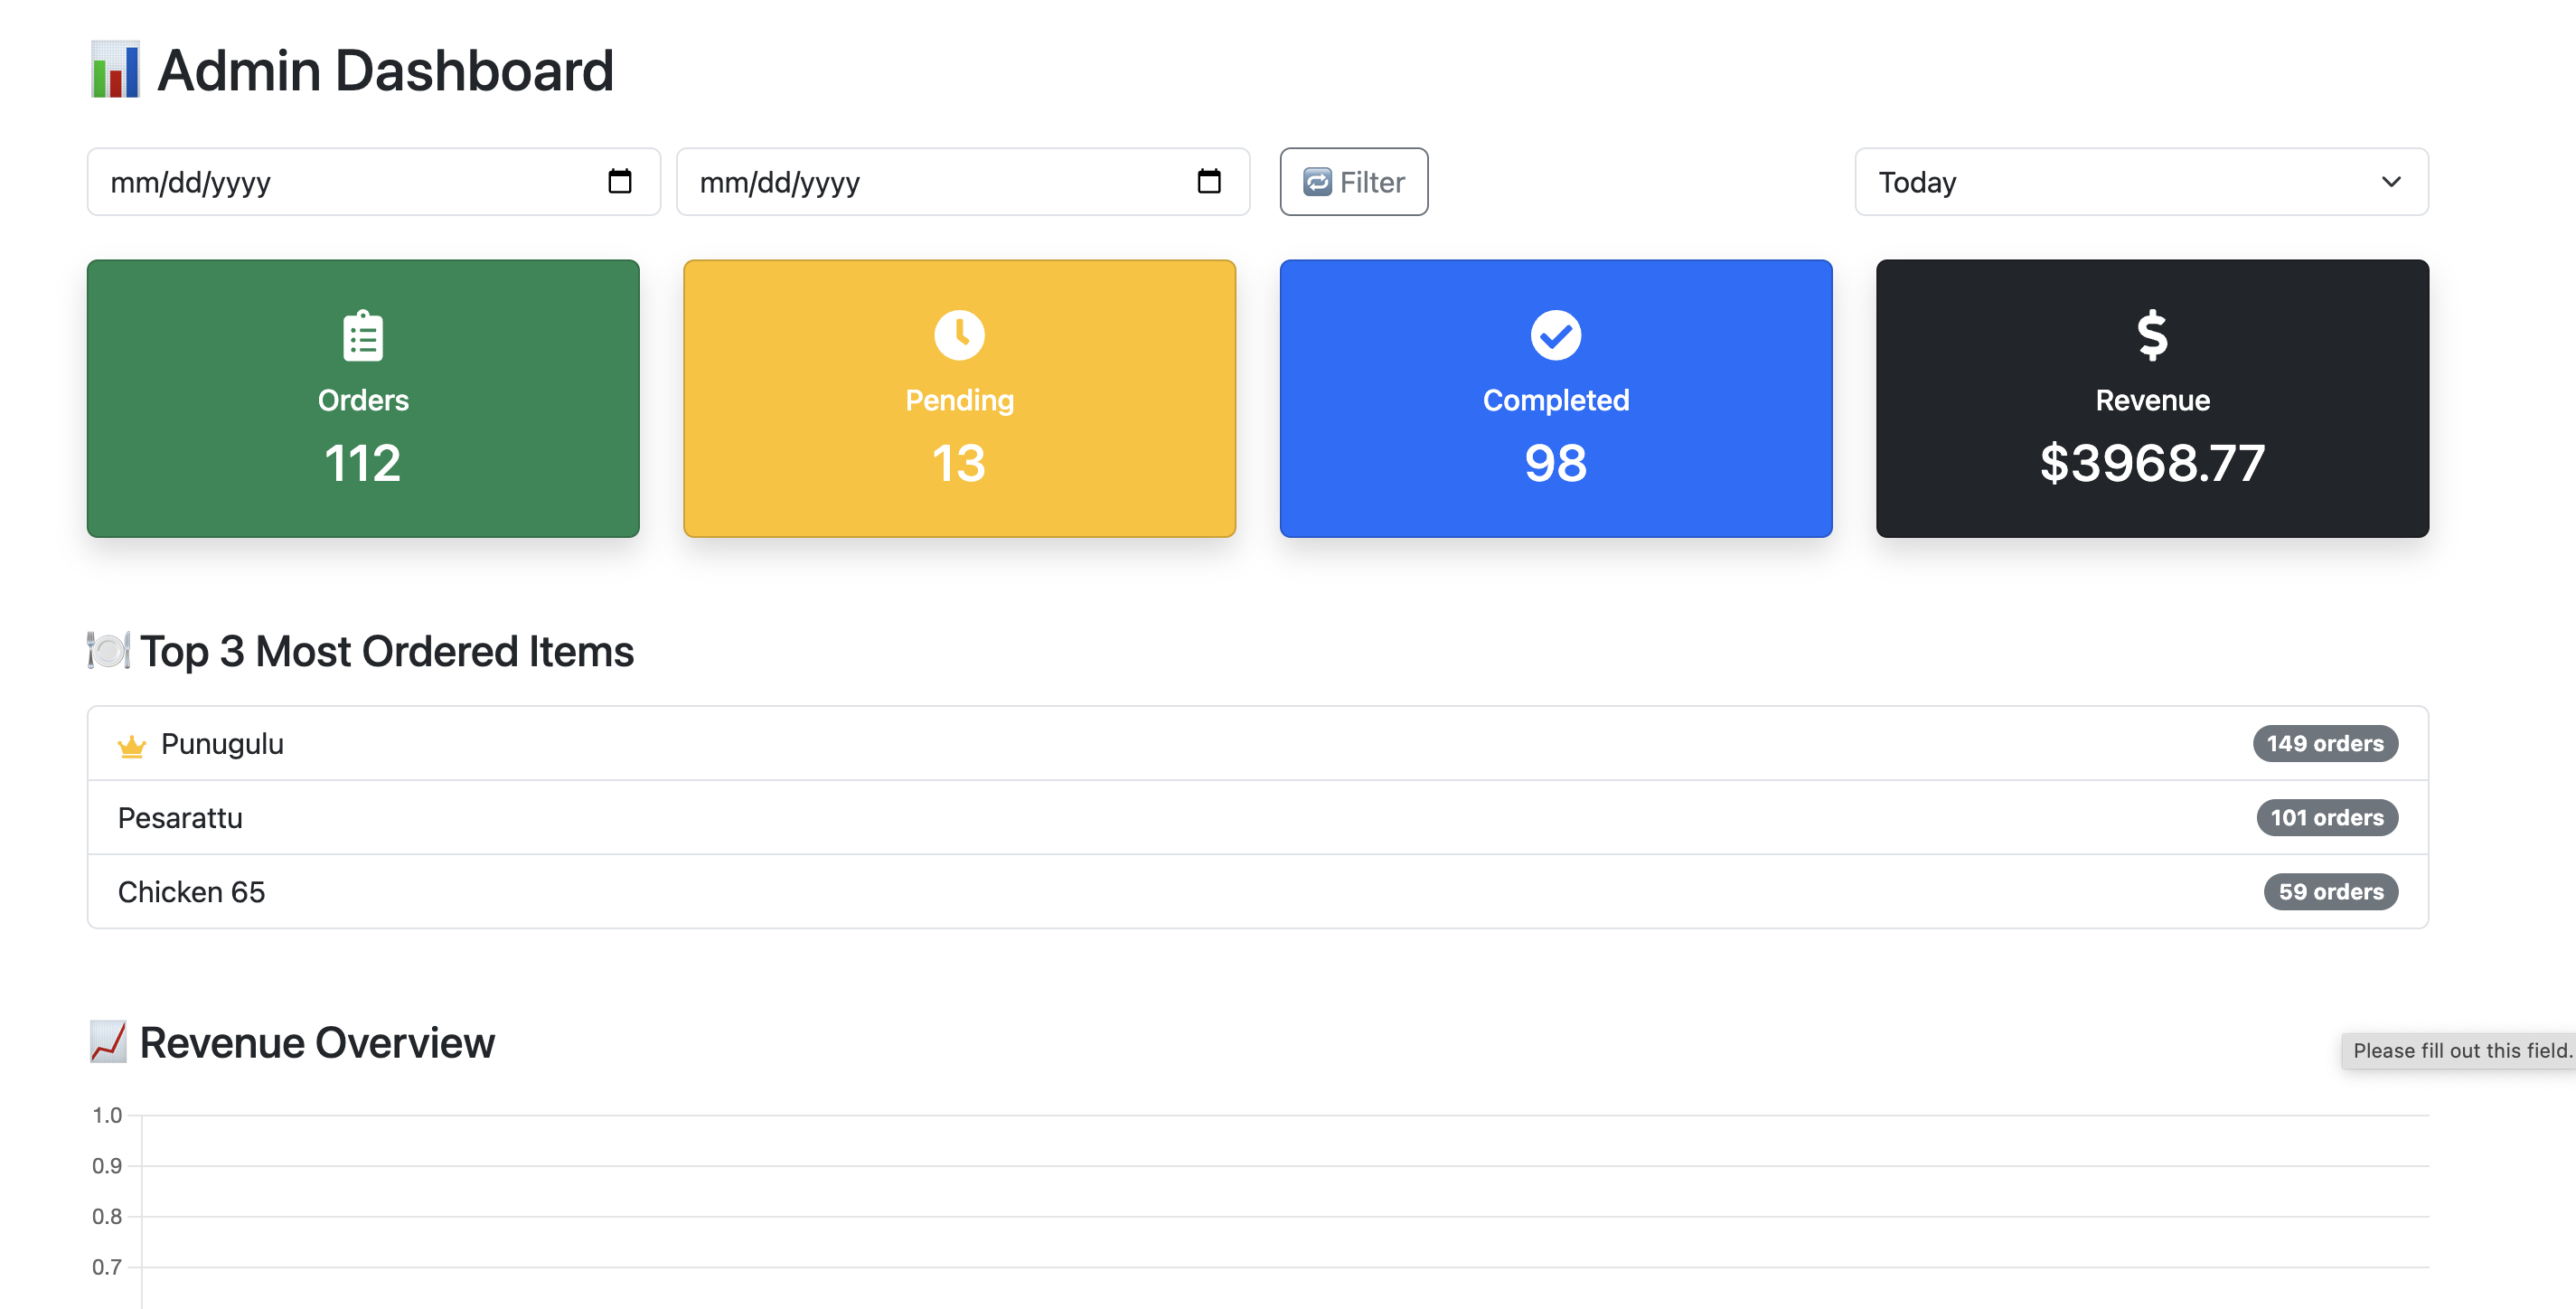 Admin Dashboard
mm/dd/yyyy
mm/dd/yyyy
Filter
Today
Orders
112
Pending
13
Completed
98
Revenue
$3968.77
Top 3 Most Ordered Items
Punugulu
149 orders
Pesarattu
101 orders
Chicken 65
59 orders
Revenue Overview
Please fill out this field.
1.0
0.9
0.8
0.7